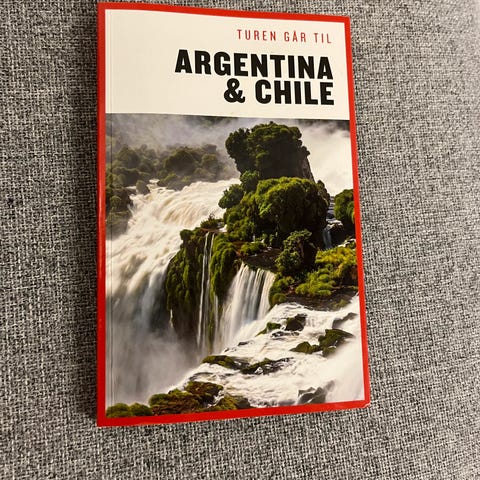 TUREN GÅR TIL
ARGENTINA
& CHILE